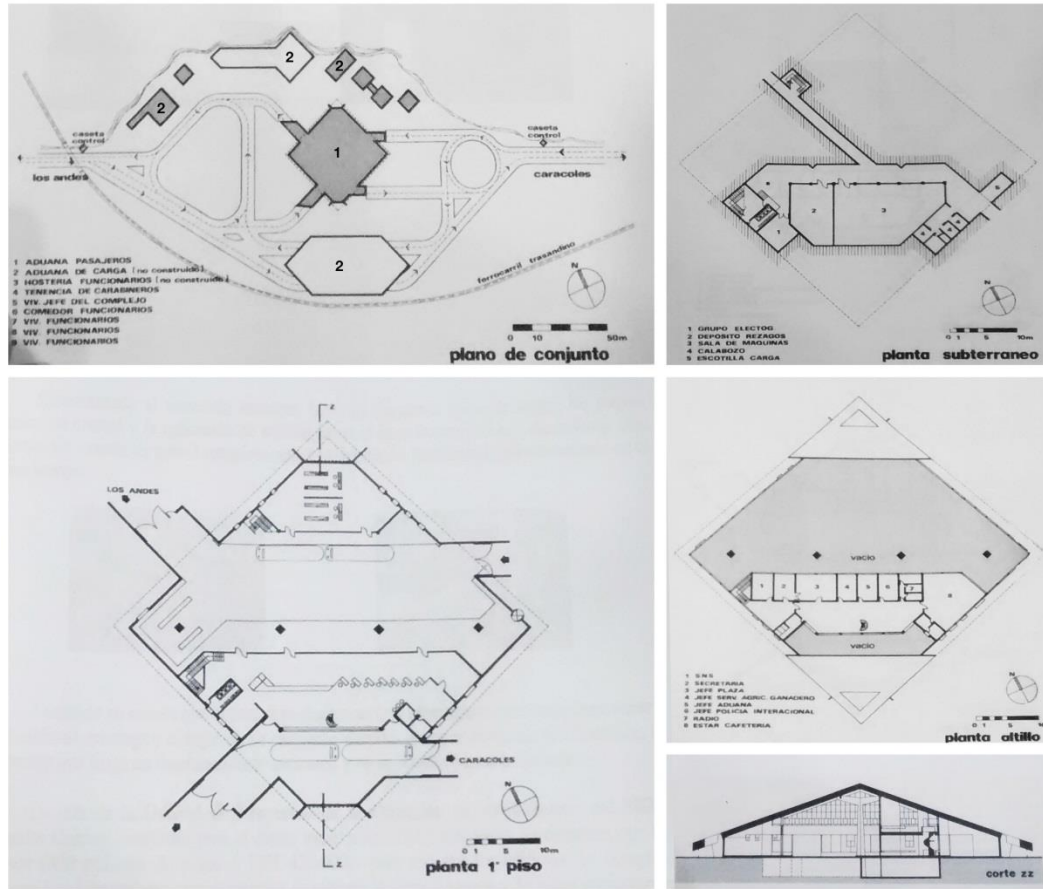 2
2
2
1
2
caseta
control
caseta
control
los andes
caracoles
ferrocarril trasandino
1 ADUANA PASAJEROS
2 ADUANA DE CARGA (no construido)
3 HOSTERIA FUNCIONARIOS (no construido)
4 TENENCIA DE CARABINEROS
5 VIV. JEFE DEL COMPLEJO
6 COMEDOR FUNCIONARIOS
7 VIV. FUNCIONARIOS
8 VIV. FUNCIONARIOS
9 VIV. FUNCIONARIOS
N
0 10 50m
plano de conjunto
2
3
1
5
N
1 GRUPO ELECTOG
2 DEPOSITO REZAGOS
3 SALA DE MAQUINAS
4 CALABOZO
5 ESCOTILLA CARGA
0 1 5 10m
planta subterraneo
z
LOS ANDES
CARACOLES
z
N
0 1 5 10m
planta 1° piso
vacio
1 2 3 4 5 6 7
8
vacio
1 S.N.S
2 SECRETARIA
3 JEFE PLAZA
4 JEFE SERV. AGRIC. GANADERO
5 JEFE ADUANA
6 JEFE POLICIA INTERACIONAL
7 RADIO
8 ESTAR CAFETERIA
N
0 1 5 10m
planta altillo
corte zz